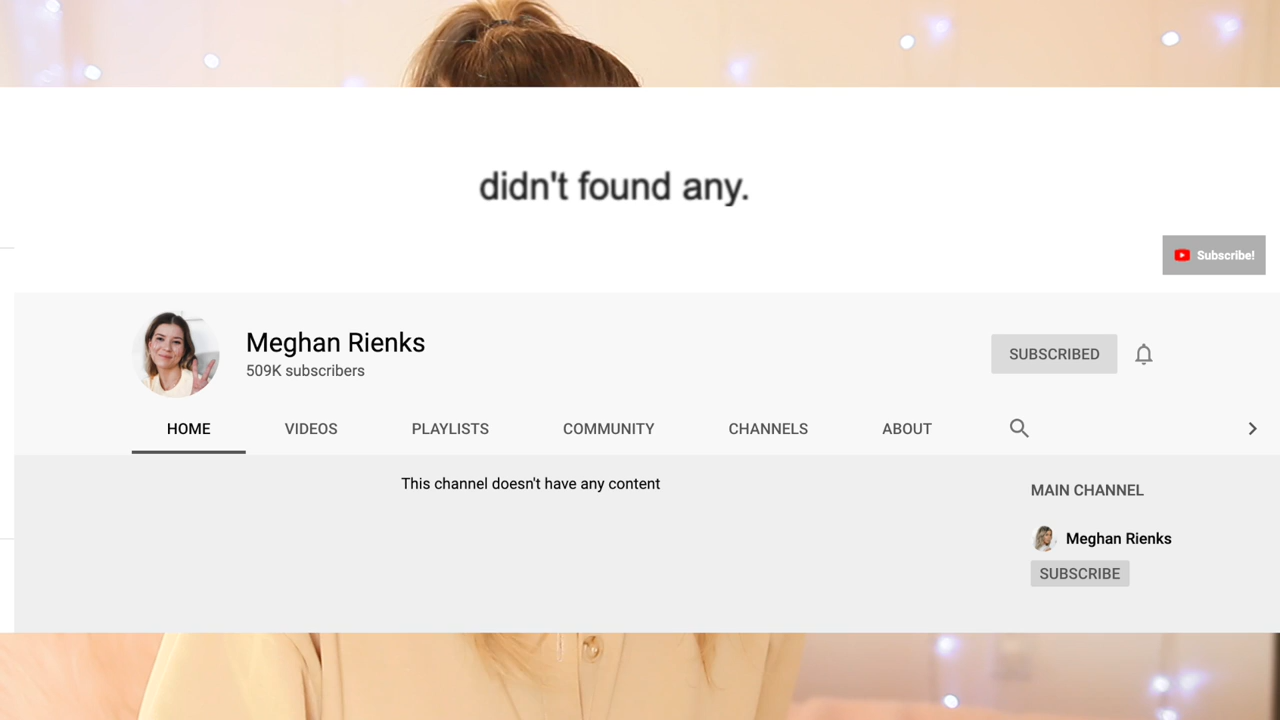 didn't found any.
Subscribe!
Meghan Rienks
509K subscribers
SUBSCRIBED
HOME VIDEOS PLAYLISTS COMMUNITY CHANNELS ABOUT
This channel doesn't have any content
MAIN CHANNEL
Meghan Rienks
SUBSCRIBE